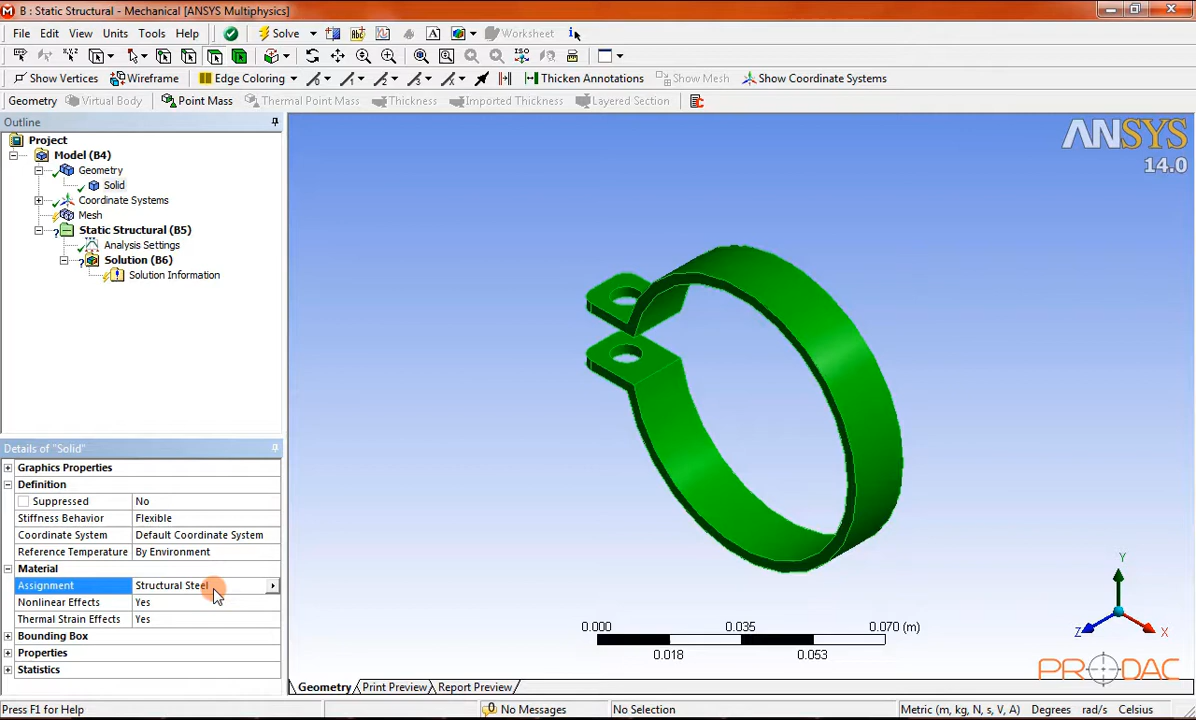 B : Static Structural - Mechanical [ANSYS Multiphysics]
File Edit View Units Tools Help Solve Worksheet
Show Vertices Wireframe Edge Coloring Thicken Annotations Show Mesh Show Coordinate Systems
Geometry Virtual Body Point Mass Thermal Point Mass Thickness Imported Thickness Layered Section
Outline
Project
Model (B4)
Geometry
Solid
Coordinate Systems
Mesh
Static Structural (B5)
Analysis Settings
Solution (B6)
Solution Information
ANSYS
14.0
Details of "Solid"
Graphics Properties
Definition
Suppressed No
Stiffness Behavior Flexible
Coordinate System Default Coordinate System
Reference Temperature By Environment
Material
Assignment Structural Steel
Nonlinear Effects Yes
Thermal Strain Effects Yes
Bounding Box
Properties
Statistics
0.000 0.035 0.070 (m)
0.018 0.053
Y
Z X
PRODAC
Geometry Print Preview Report Preview
Press F1 for Help 0 No Messages No Selection Metric (m, kg, N, s, V, A) Degrees rad/s Celsius